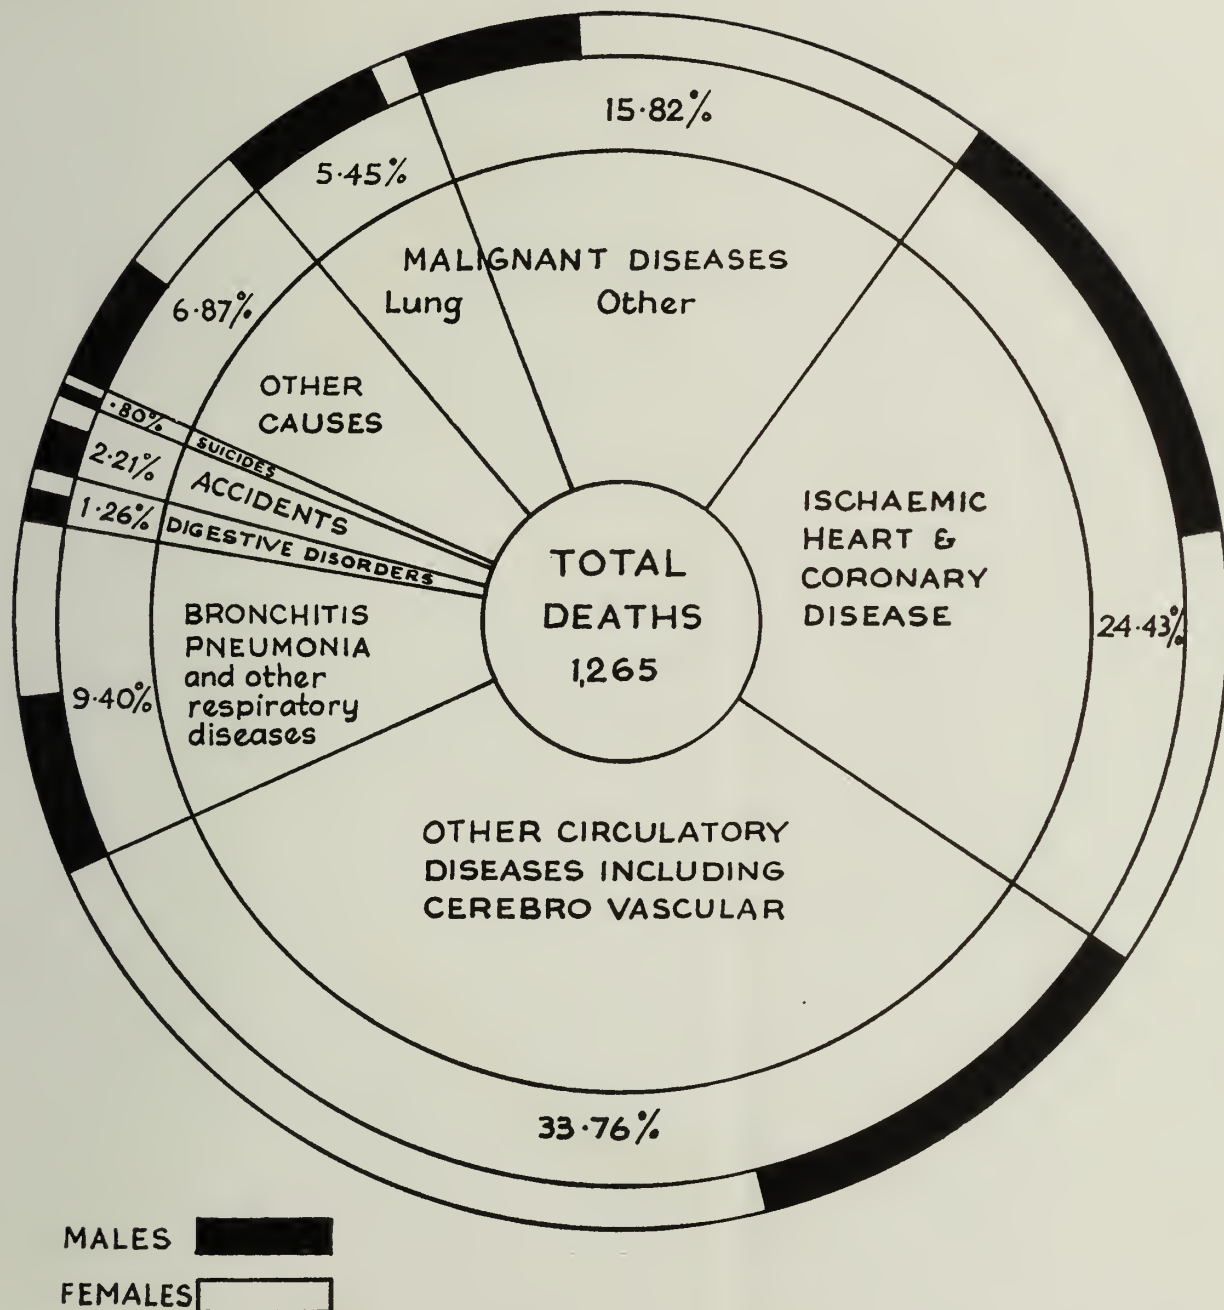 15·82%
5·45%
MALIGNANT DISEASES
Lung Other
6·87%
OTHER
CAUSES
·80%
SUICIDES
2·21%
ACCIDENTS
1·26%
DIGESTIVE DISORDERS
ISCHAEMIC
HEART &
CORONARY
DISEASE
24·43%
TOTAL
DEATHS
1,265
BRONCHITIS
PNEUMONIA
and other
respiratory
diseases
9·40%
OTHER CIRCULATORY
DISEASES INCLUDING
CEREBRO VASCULAR
33·76%
MALES
FEMALES